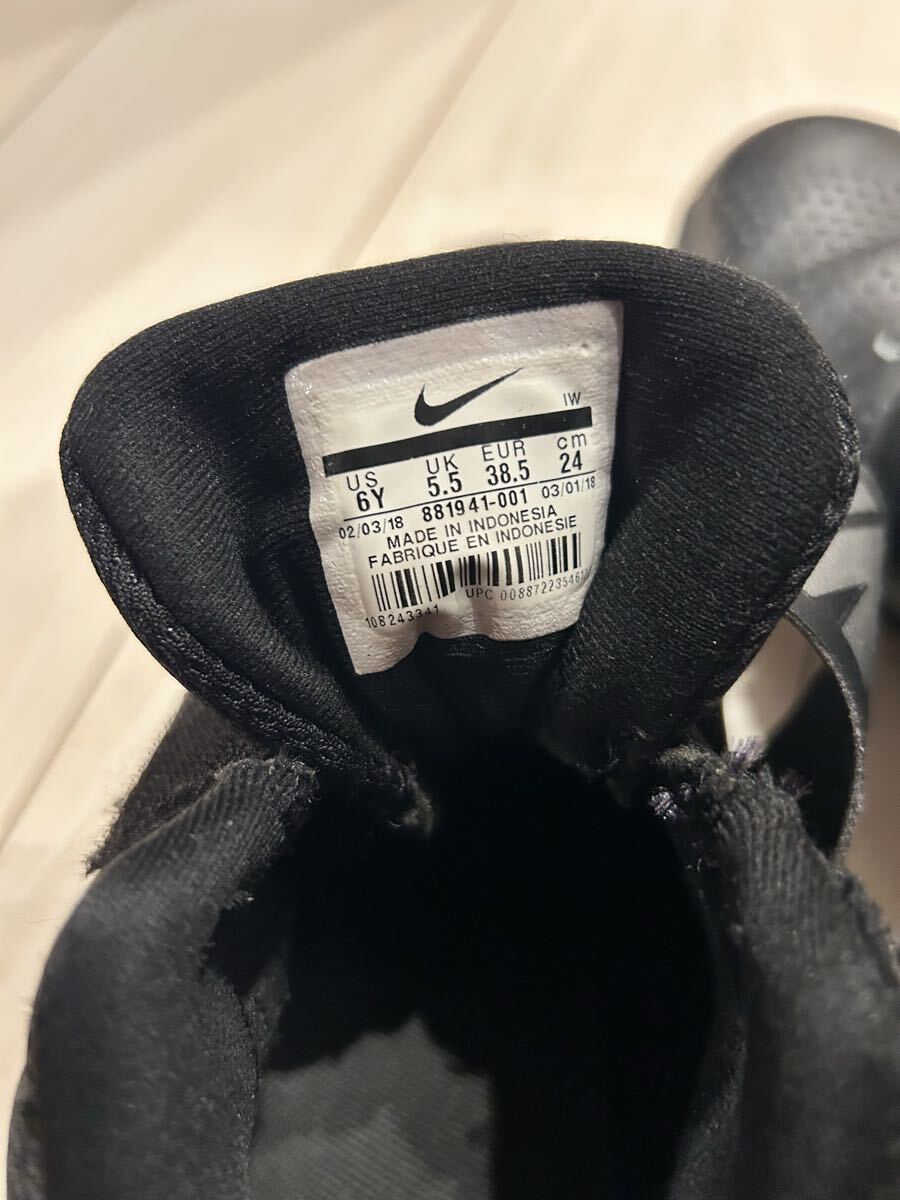 IW
US UK EUR cm
6Y 5.5 38.5 24
02/03/18 881941-001 03/01/18
MADE IN INDONESIA
FABRIQUE EN INDONESIE
108243341 UPC